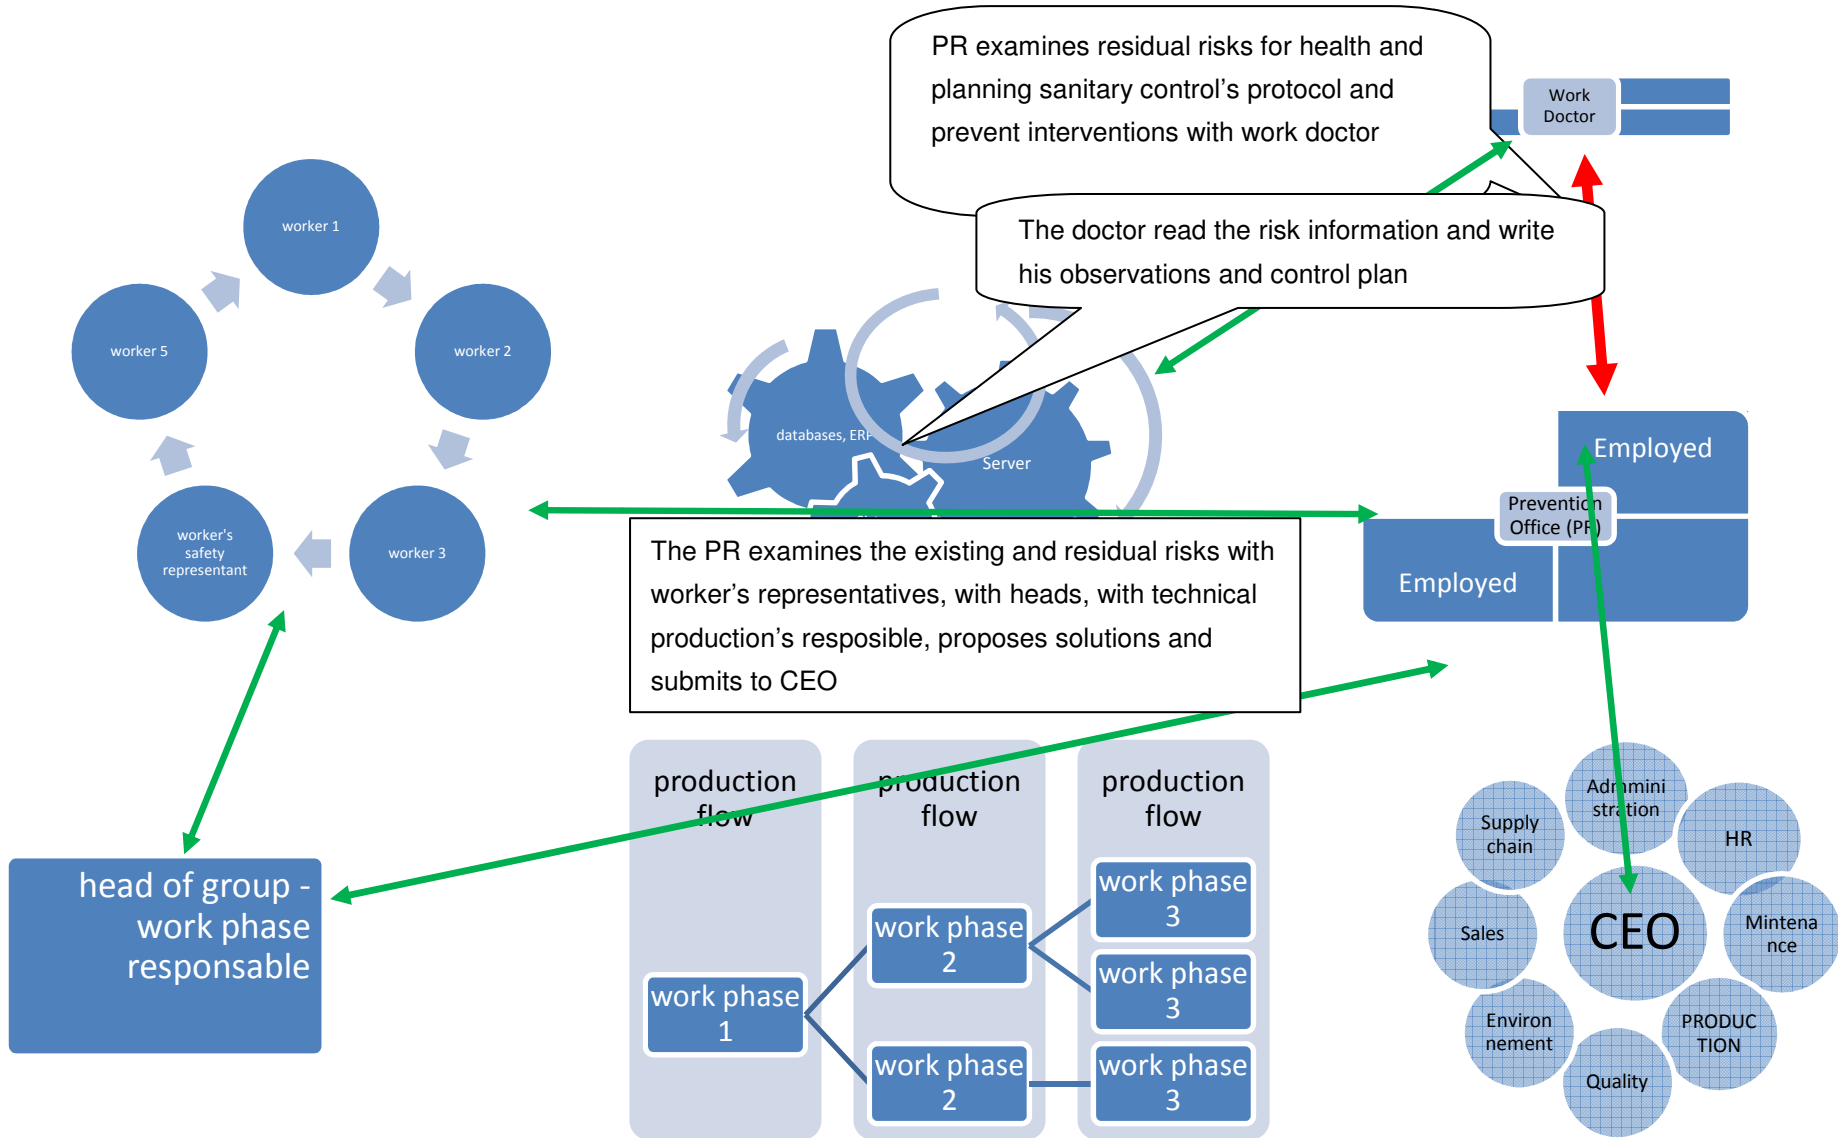 PR examines residual risks for health and
planning sanitary control's protocol and
prevent interventions with work doctor
Work
Doctor
The doctor read the risk information and write
his observations and control plan
worker 1
worker 2
worker 3
worker's
safety
representant
worker 5
databases, ERP
Server
Employed
Prevention
Office (PR)
Employed
The PR examines the existing and residual risks with
worker's representatives, with heads, with technical
production's resposible, proposes solutions and
submits to CEO
head of group -
work phase
responsable
production
flow
production
flow
production
flow
work phase
1
work phase
2
work phase
2
work phase
3
work phase
3
work phase
3
CEO
Admmini
stration
HR
Mintena
nce
PRODUC
TION
Quality
Environ
nement
Sales
Supply
chain